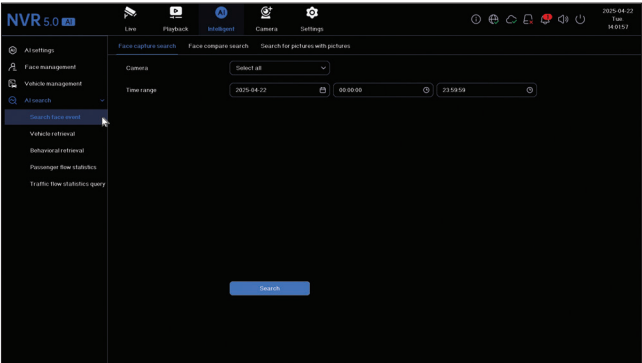 NVR 5.0 AI
Live
Playback
AI
Intelligent
Camera
Settings
2025-04-22
Tue.
14:01:57
AI settings
Face management
Vehicle management
AI search
Search face event
Vehicle retrieval
Behavioral retrieval
Passenger flow statistics
Traffic flow statistics query
Face capture search
Face compare search
Search for pictures with pictures
Camera
Select all
Time range
2025-04-22
00:00:00
23:59:59
Search